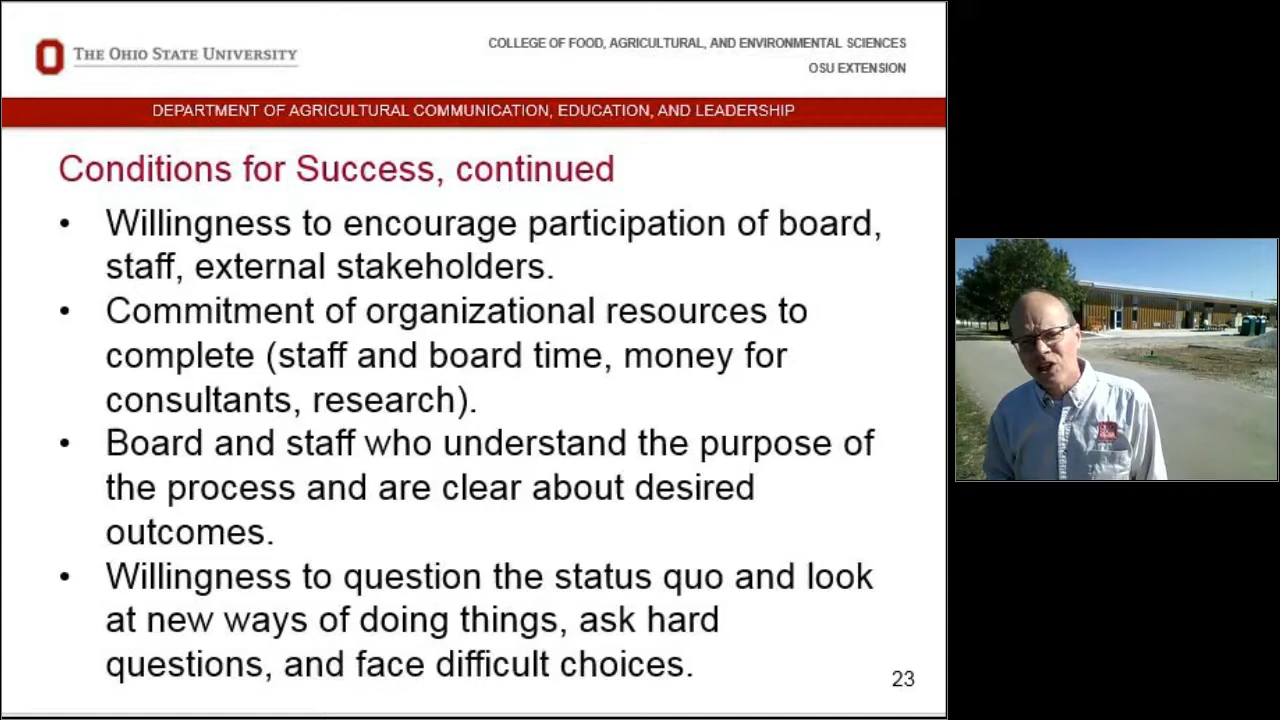 THE OHIO STATE UNIVERSITY
COLLEGE OF FOOD, AGRICULTURAL, AND ENVIRONMENTAL SCIENCES
OSU EXTENSION
DEPARTMENT OF AGRICULTURAL COMMUNICATION, EDUCATION, AND LEADERSHIP
Conditions for Success, continued
• Willingness to encourage participation of board,
staff, external stakeholders.
• Commitment of organizational resources to
complete (staff and board time, money for
consultants, research).
• Board and staff who understand the purpose of
the process and are clear about desired
outcomes.
• Willingness to question the status quo and look
at new ways of doing things, ask hard
questions, and face difficult choices.
23